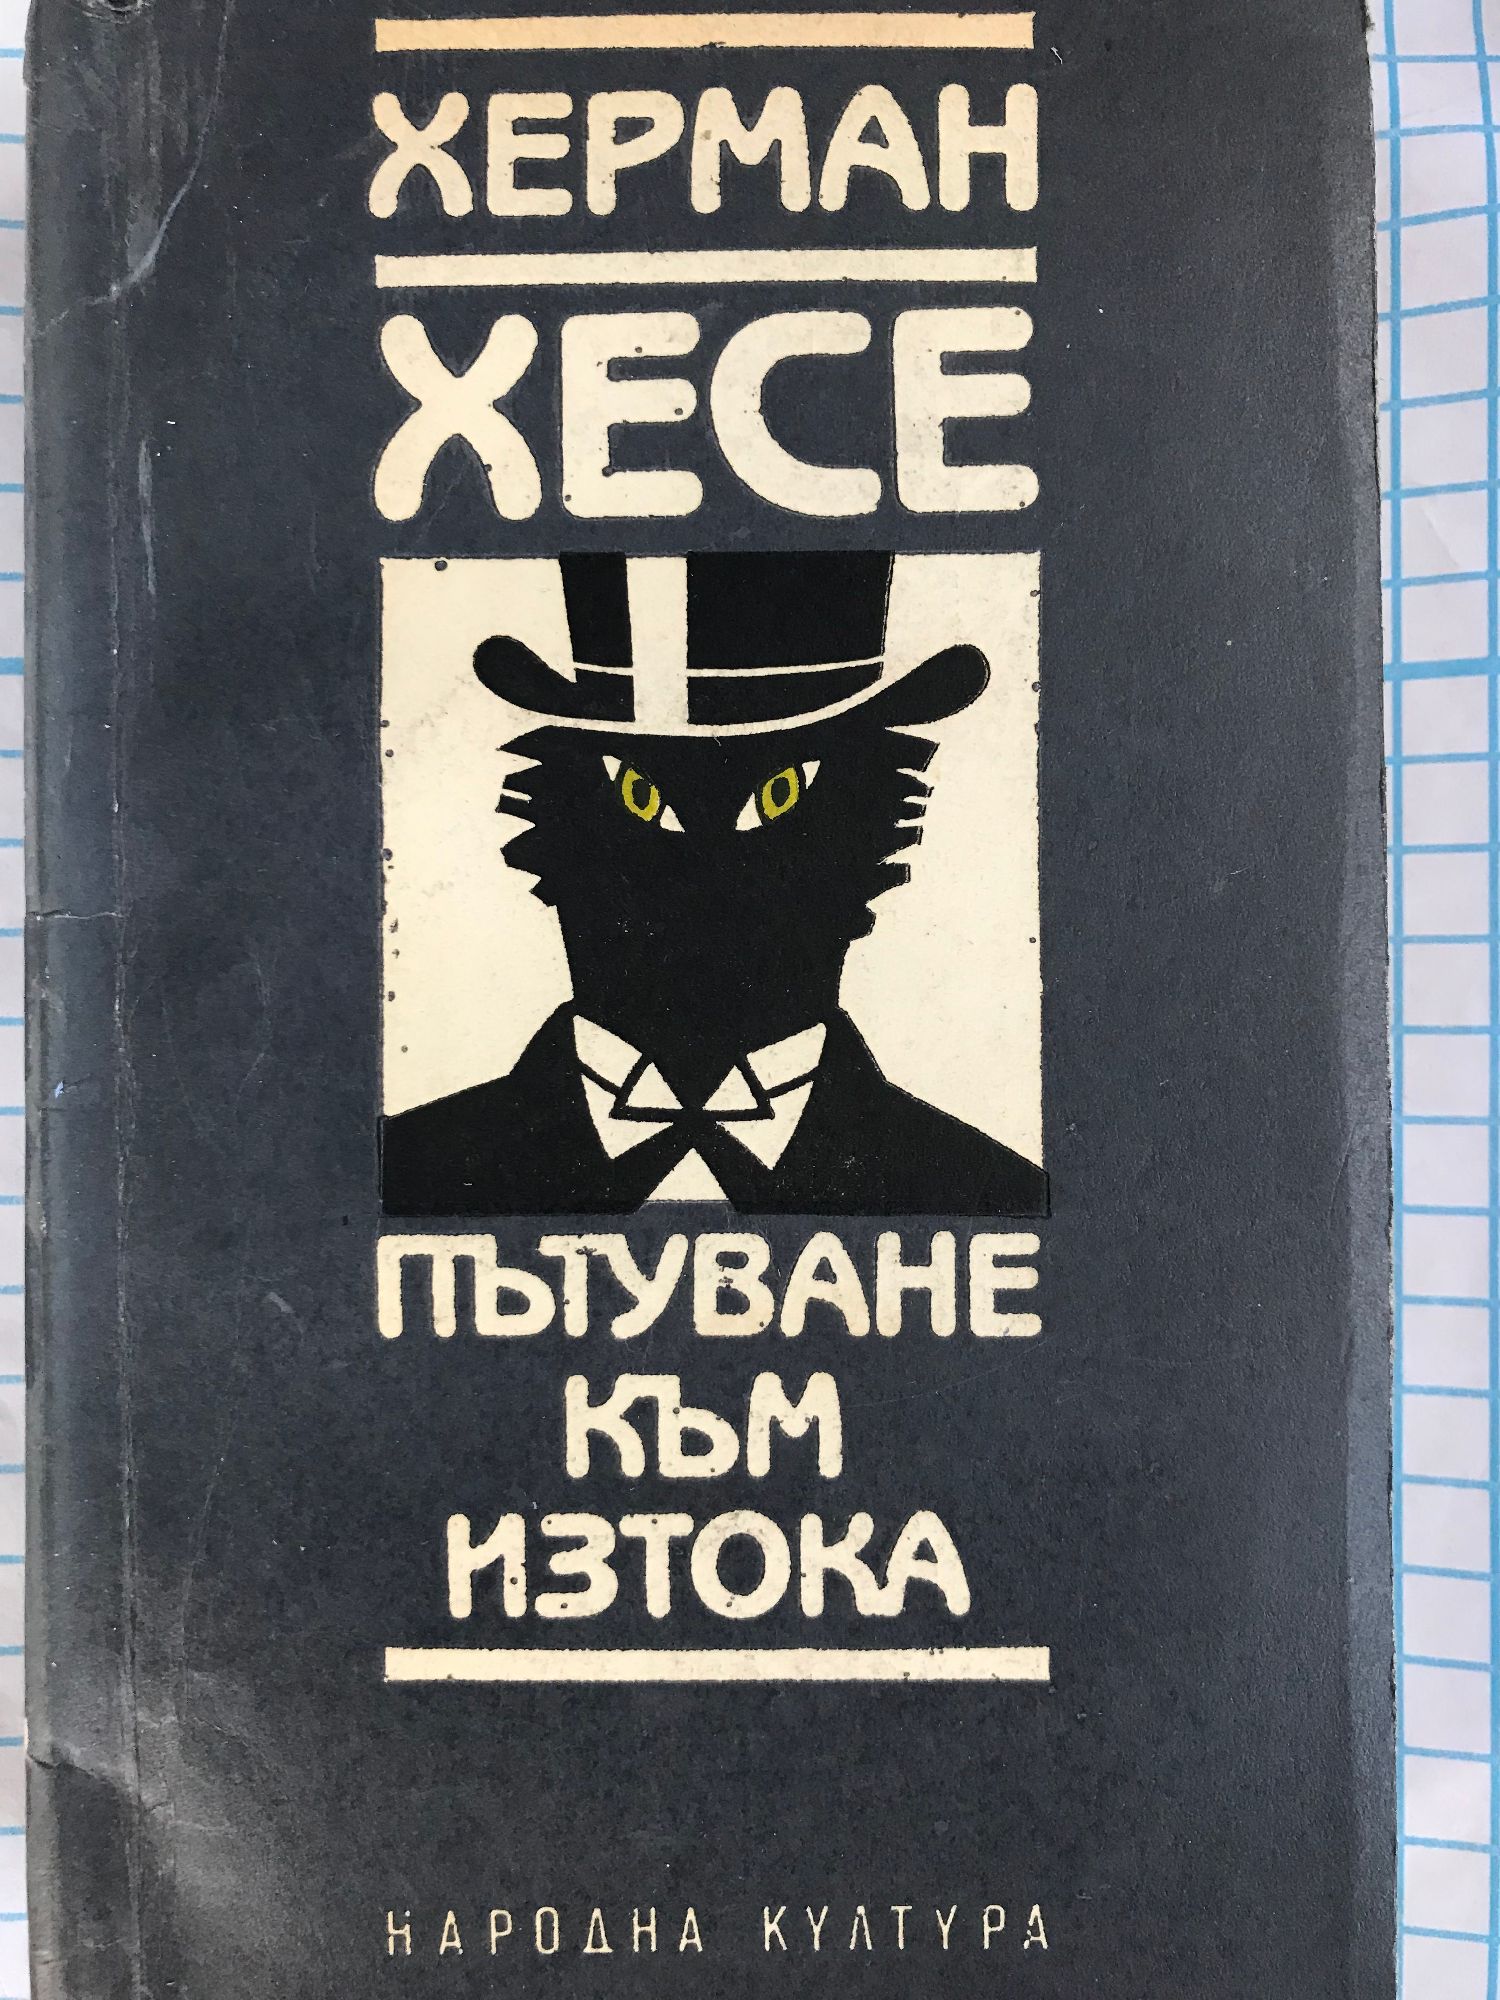 ХЕРМАН
ХЕСЕ
ПЪТУВАНЕ
КЪМ
ИЗТОКА
НАРОДНА КУЛТУРА